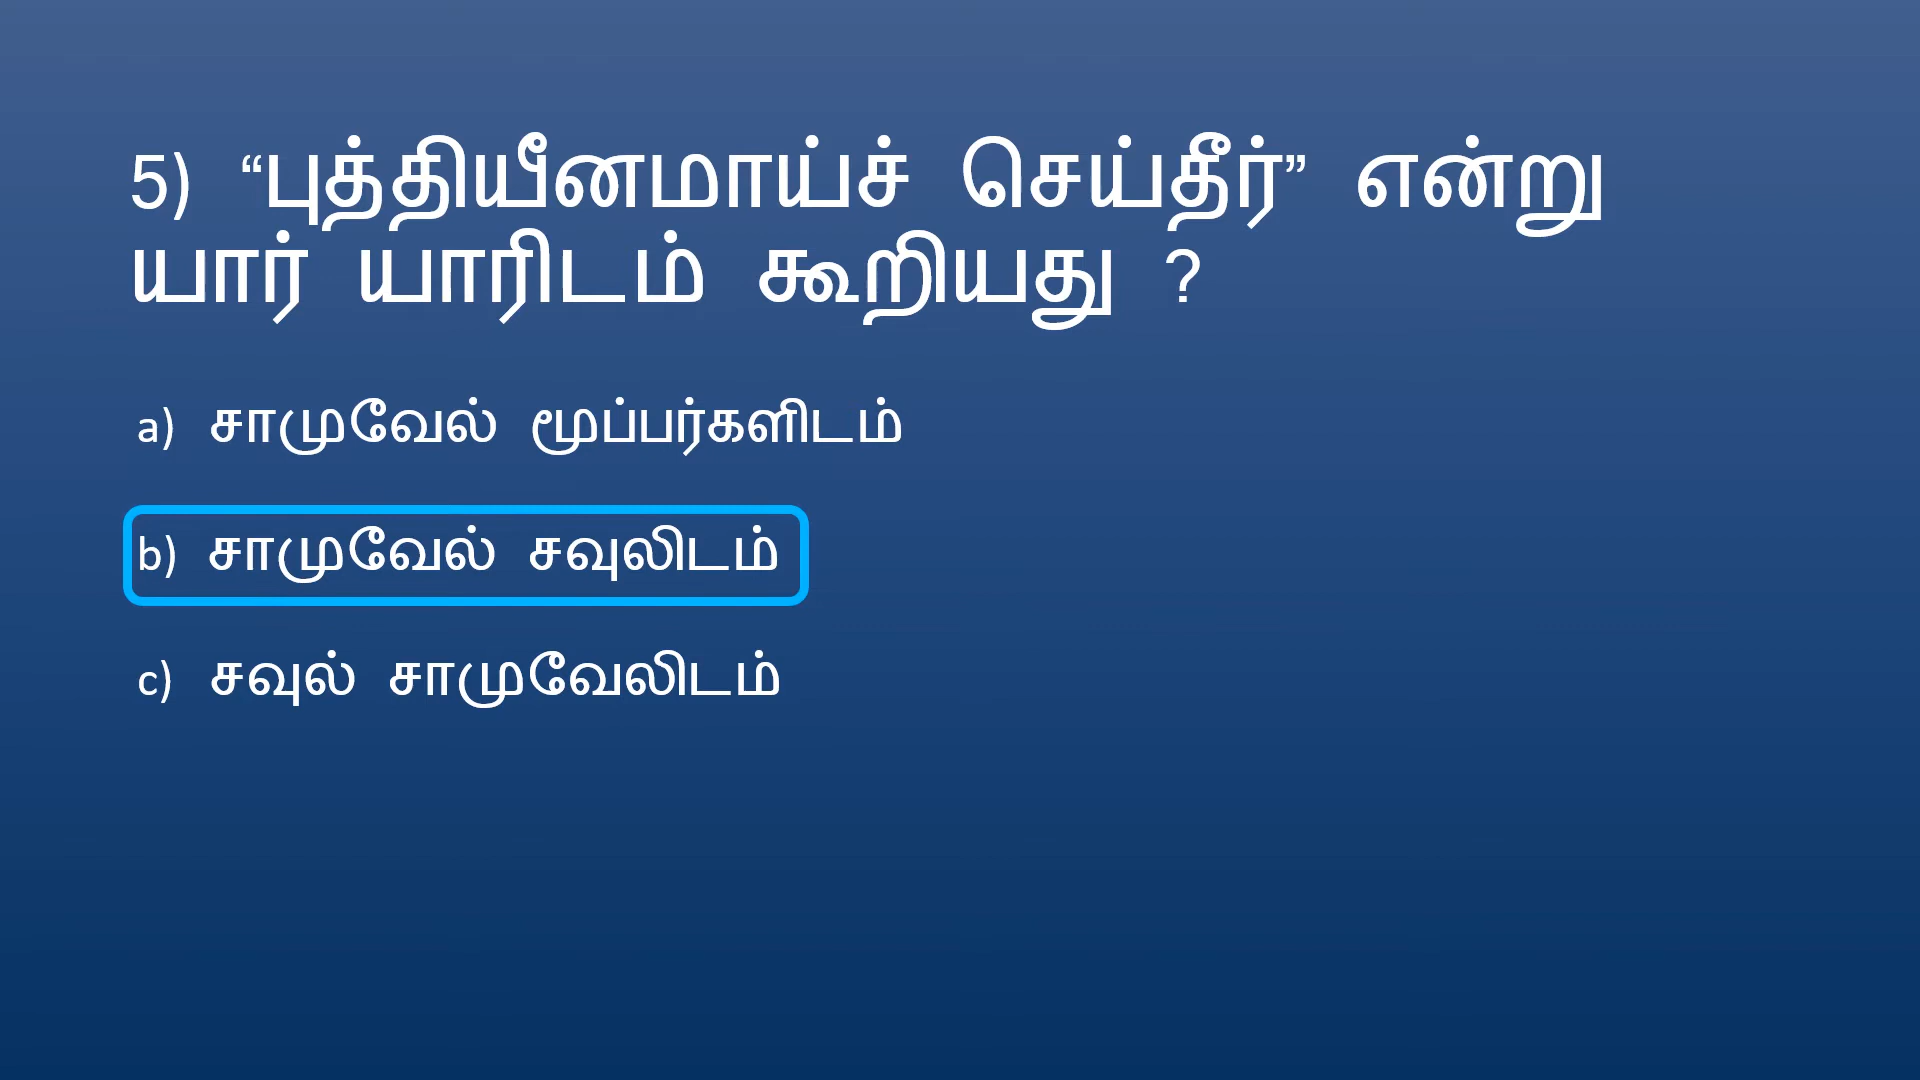 5) “புத்தியீனமாய்ச் செய்தீர்” என்று
யார் யாரிடம் கூறியது ?
a) சாமுவேல் மூப்பர்களிடம்
b) சாமுவேல் சவுலிடம்
c) சவுல் சாமுவேலிடம்